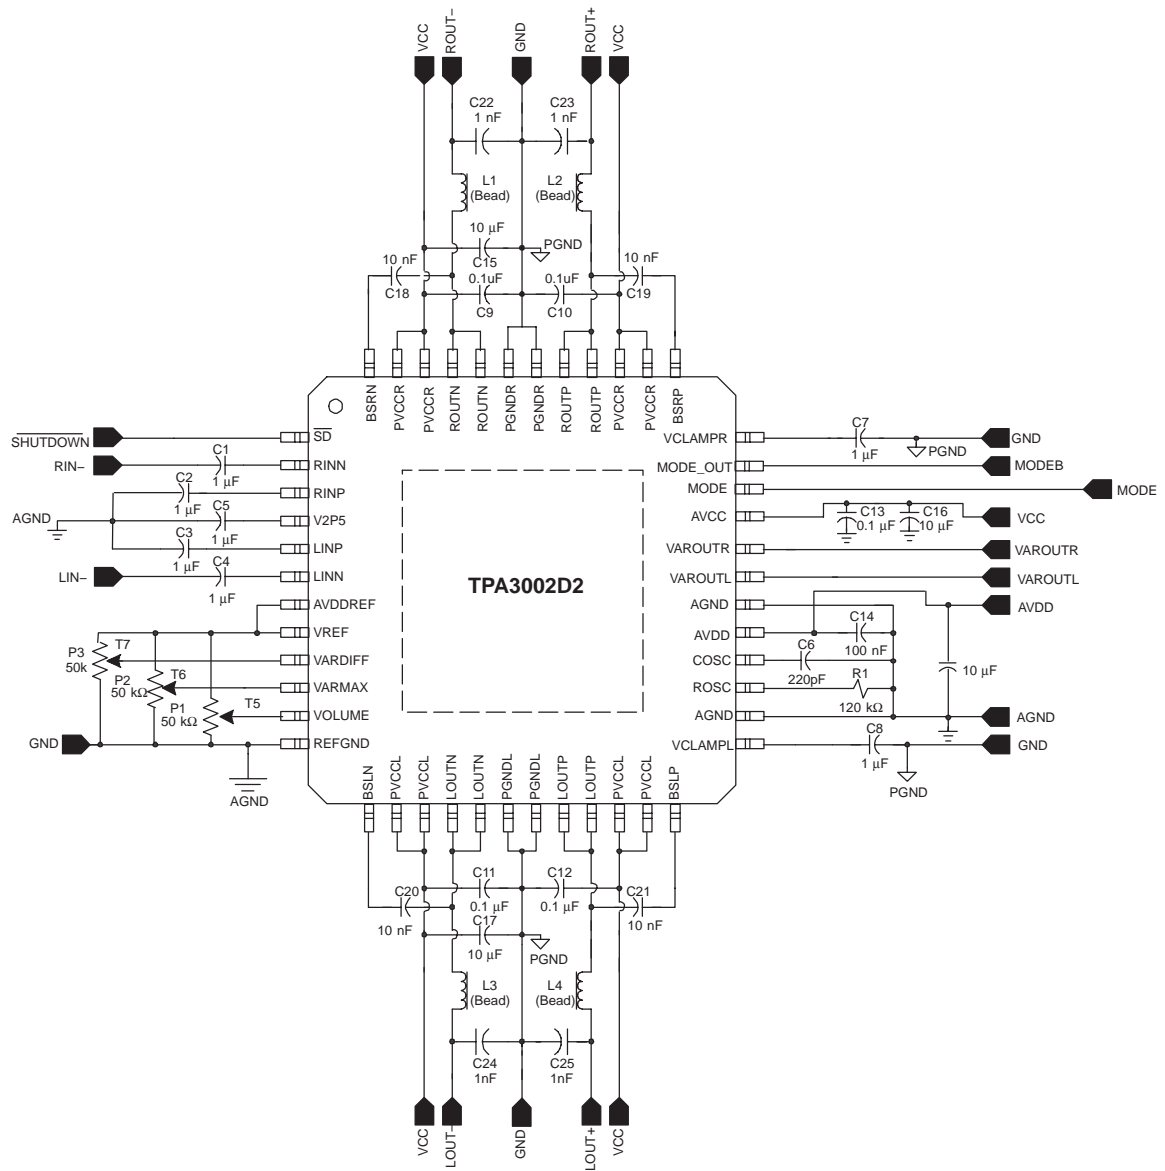 VCC
ROUT−
GND
ROUT+
VCC
C22
1 nF
C23
1 nF
L1
(Bead)
L2
(Bead)
10 μF
C15
PGND
10 nF
C18
0.1uF
C9
0.1uF
C10
10 nF
C19
BSRN
PVCCR
PVCCR
ROUTN
ROUTN
PGNDR
PGNDR
ROUTP
ROUTP
PVCCR
PVCCR
BSRP
SHUTDOWN
SD
RIN−
C1
1 μF
RINN
C2
1 μF
RINP
AGND
C5
1 μF
V2P5
C3
1 μF
LINP
LIN−
C4
1 μF
LINN
AVDDREF
VREF
P3
50k
T7
VARDIFF
P2
50 kΩ
T6
VARMAX
P1
50 kΩ
T5
VOLUME
GND
REFGND
AGND
TPA3002D2
VCLAMPR
C7
1 μF
PGND
GND
MODE_OUT
MODEB
MODE
MODE
AVCC
C13
0.1 μF
C16
10 μF
VCC
VAROUTR
VAROUTR
VAROUTL
VAROUTL
AGND
AVDD
AVDD
C14
100 nF
COSC
C6
220pF
10 μF
ROSC
R1
120 kΩ
AGND
AGND
VCLAMPL
C8
1 μF
PGND
GND
BSLN
PVCCL
PVCCL
LOUTN
LOUTN
PGNDL
PGNDL
LOUTP
LOUTP
PVCCL
PVCCL
BSLP
C20
10 nF
C11
0.1 μF
C12
0.1 μF
C21
10 nF
C17
10 μF
PGND
L3
(Bead)
L4
(Bead)
C24
1nF
C25
1nF
VCC
LOUT−
GND
LOUT+
VCC